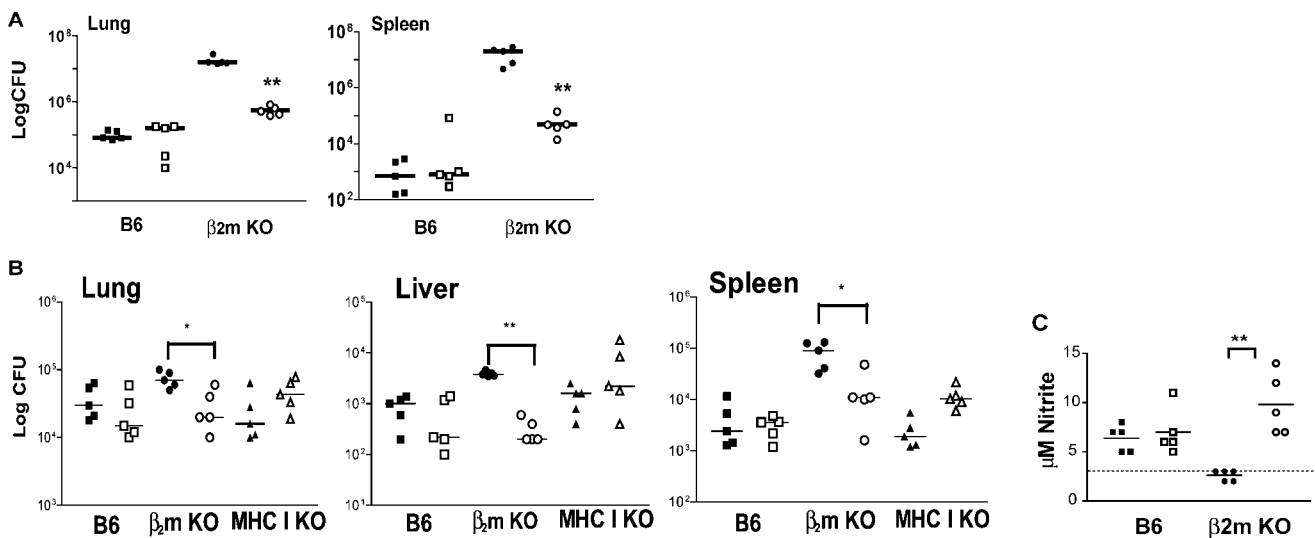 A
Lung
LogCFU
10^8
10^6
10^4
**
B6
β2m KO
Spleen
10^8
10^6
10^4
10^2
**
B6
β2m KO
B
Lung
Log CFU
10^6
10^5
10^4
10^3
*
B6
β2m KO
MHC I KO
Liver
10^5
10^4
10^3
10^2
10^1
**
B6
β2m KO
MHC I KO
Spleen
10^6
10^5
10^4
10^3
10^2
*
B6
β2m KO
MHC I KO
C
μM Nitrite
15
10
5
0
**
B6
β2m KO